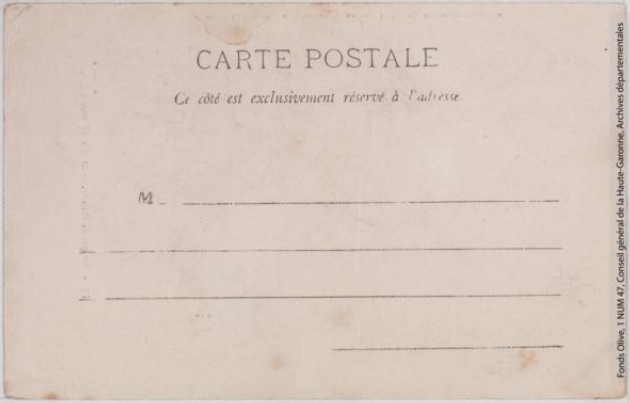 CARTE POSTALE
Ce côté est exclusivement réservé à l'adresse
M
Fonds Olive, 1 NUM 47, Conseil général de la Haute-Garonne, Archives départementales